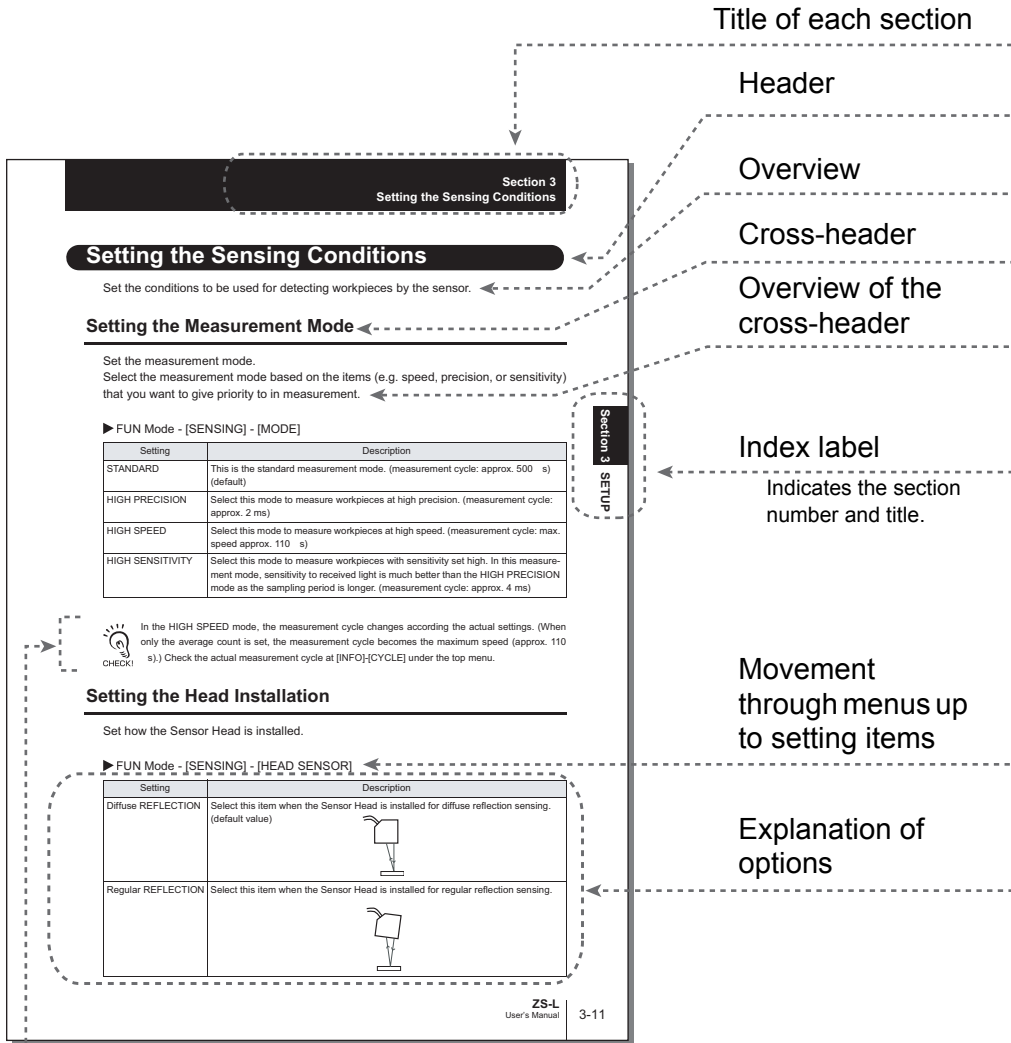 Title of each section
Header
Overview
Cross-header
Overview of the
cross-header
Index label
Indicates the section
number and title.
Movement
through menus up
to setting items
Explanation of
options
Section 3
Setting the Sensing Conditions
Setting the Sensing Conditions
Set the conditions to be used for detecting workpieces by the sensor.
Setting the Measurement Mode
Set the measurement mode.
Select the measurement mode based on the items (e.g. speed, precision, or sensitivity)
that you want to give priority to in measurement.
FUN Mode - [SENSING] - [MODE]
Setting Description
STANDARD This is the standard measurement mode. (measurement cycle: approx. 500 s)
(default)
HIGH PRECISION Select this mode to measure workpieces at high precision. (measurement cycle:
approx. 2 ms)
HIGH SPEED Select this mode to measure workpieces at high speed. (measurement cycle: max.
speed approx. 110 s)
HIGH SENSITIVITY Select this mode to measure workpieces with sensitivity set high. In this measure-
ment mode, sensitivity to received light is much better than the HIGH PRECISION
mode as the sampling period is longer. (measurement cycle: approx. 4 ms)
CHECK!
In the HIGH SPEED mode, the measurement cycle changes according the actual settings. (When
only the average count is set, the measurement cycle becomes the maximum speed (approx. 110
s).) Check the actual measurement cycle at [INFO]-[CYCLE] under the top menu.
Setting the Head Installation
Set how the Sensor Head is installed.
FUN Mode - [SENSING] - [HEAD SENSOR]
Setting Description
Diffuse REFLECTION Select this item when the Sensor Head is installed for diffuse reflection sensing.
(default value)
Regular REFLECTION Select this item when the Sensor Head is installed for regular reflection sensing.
Section 3 SETUP
ZS-L
User's Manual
3-11